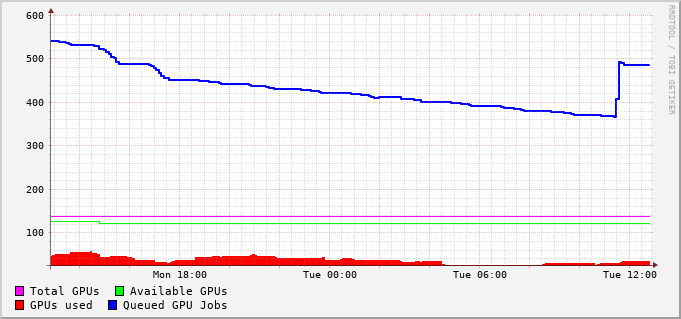 600
500
400
300
200
100
Mon 18:00 Tue 00:00 Tue 06:00 Tue 12:00
Total GPUs Available GPUs
GPUs used Queued GPU Jobs
RRDTOOL / TOBI OETIKER